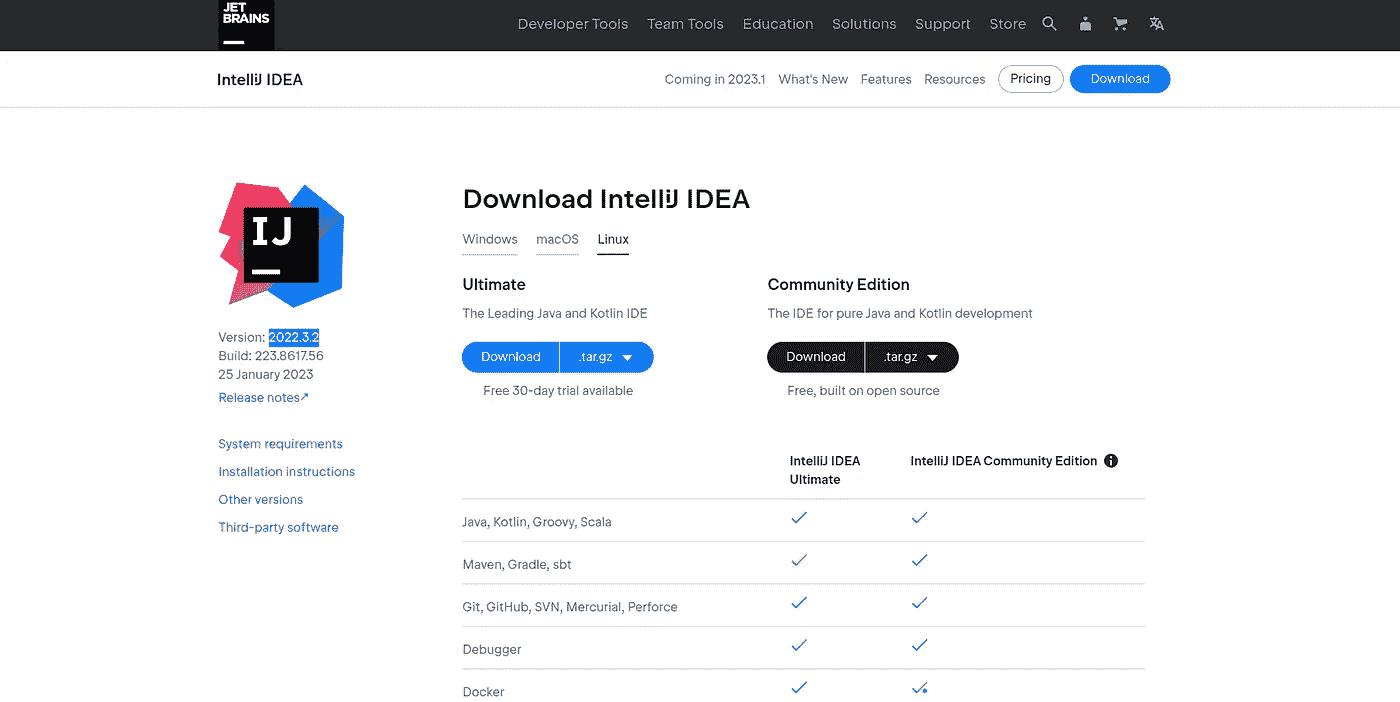 JET
BRAINS
Developer Tools Team Tools Education Solutions Support Store
IntelliJ IDEA
Coming in 2023.1 What's New Features Resources Pricing Download
IJ
Version: 2022.3.2
Build: 223.8617.56
25 January 2023
Release notes↗
System requirements
Installation instructions
Other versions
Third-party software
Download IntelliJ IDEA
Windows macOS Linux
Ultimate
The Leading Java and Kotlin IDE
Download .tar.gz
Free 30-day trial available
Community Edition
The IDE for pure Java and Kotlin development
Download .tar.gz
Free, built on open source
IntelliJ IDEA
Ultimate
IntelliJ IDEA Community Edition
Java, Kotlin, Groovy, Scala
Maven, Gradle, sbt
Git, GitHub, SVN, Mercurial, Perforce
Debugger
Docker